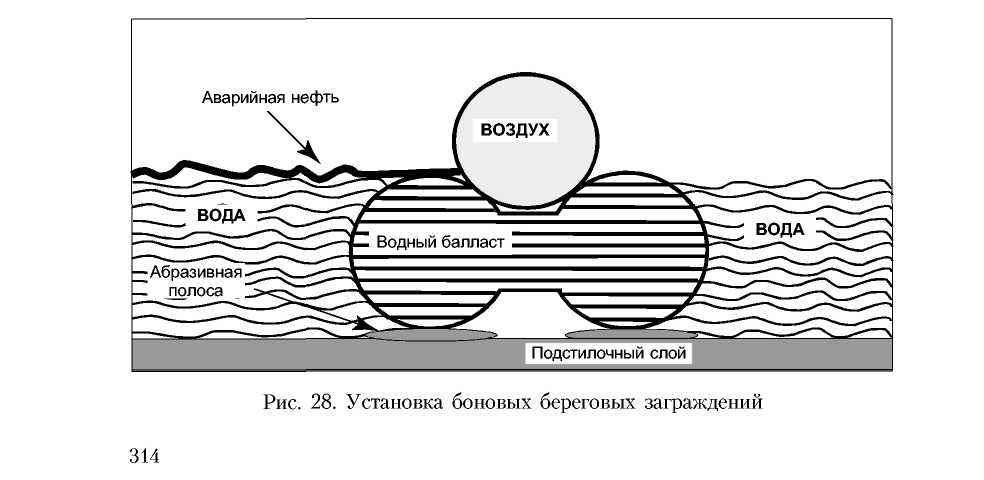 Аварийная нефть
ВОЗДУХ
ВОДА
ВОДА
Водный балласт
Абразивная
полоса
Подстилочный слой
Рис. 28. Установка боновых береговых заграждений
314